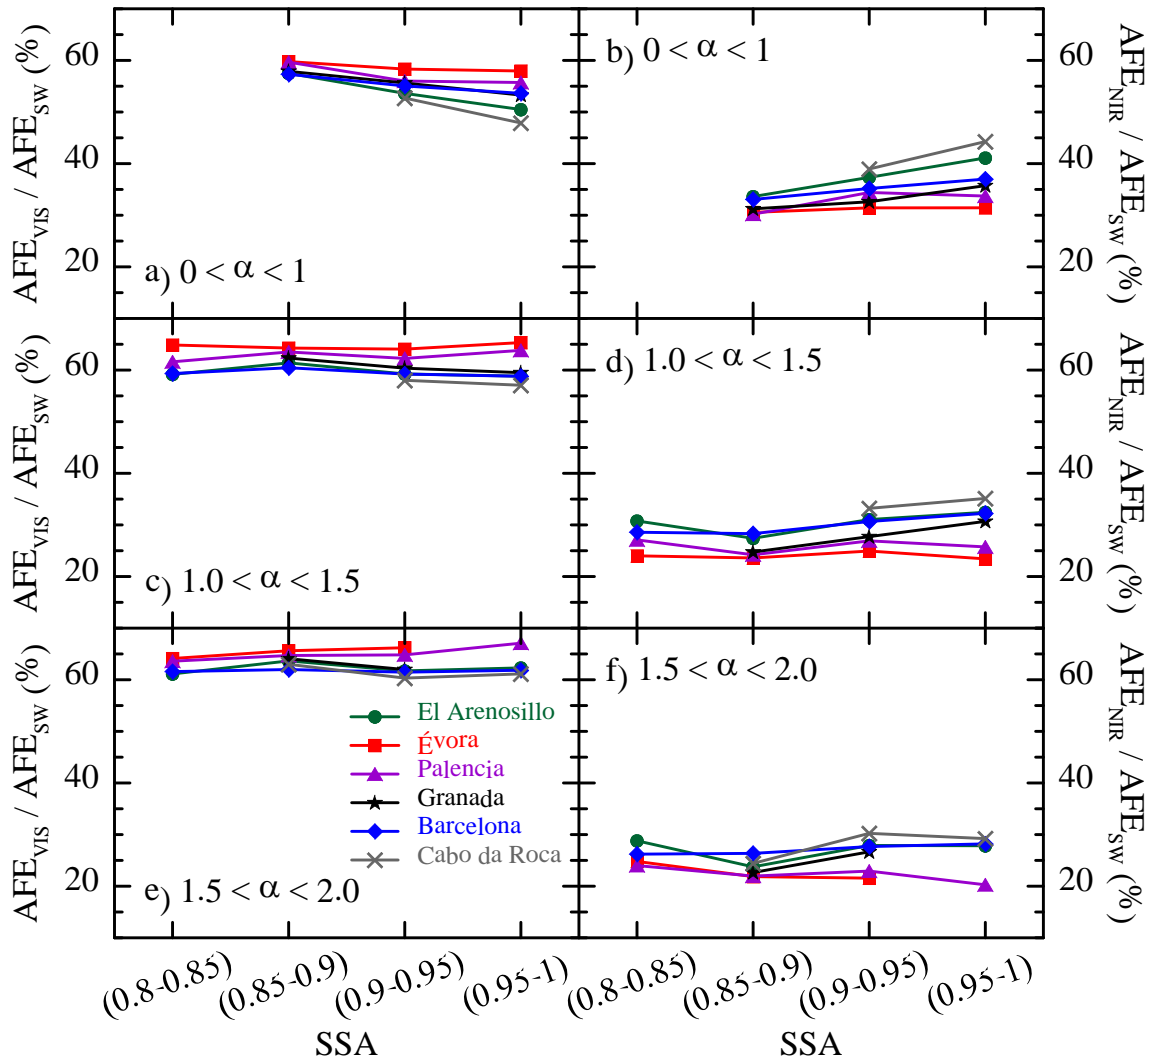 AFE_VIS / AFE_SW (%)
60
40
20
a) 0 < α < 1
b) 0 < α < 1
60
40
20
AFE_NIR / AFE_SW (%)
AFE_VIS / AFE_SW (%)
60
40
20
c) 1.0 < α < 1.5
d) 1.0 < α < 1.5
60
40
20
AFE_NIR / AFE_SW (%)
AFE_VIS / AFE_SW (%)
60
40
20
El Arenosillo
Évora
Palencia
Granada
Barcelona
Cabo da Roca
e) 1.5 < α < 2.0
f) 1.5 < α < 2.0
60
40
20
AFE_NIR / AFE_SW (%)
(0.8-0.85) (0.85-0.9) (0.9-0.95) (0.95-1)
(0.8-0.85) (0.85-0.9) (0.9-0.95) (0.95-1)
SSA
SSA